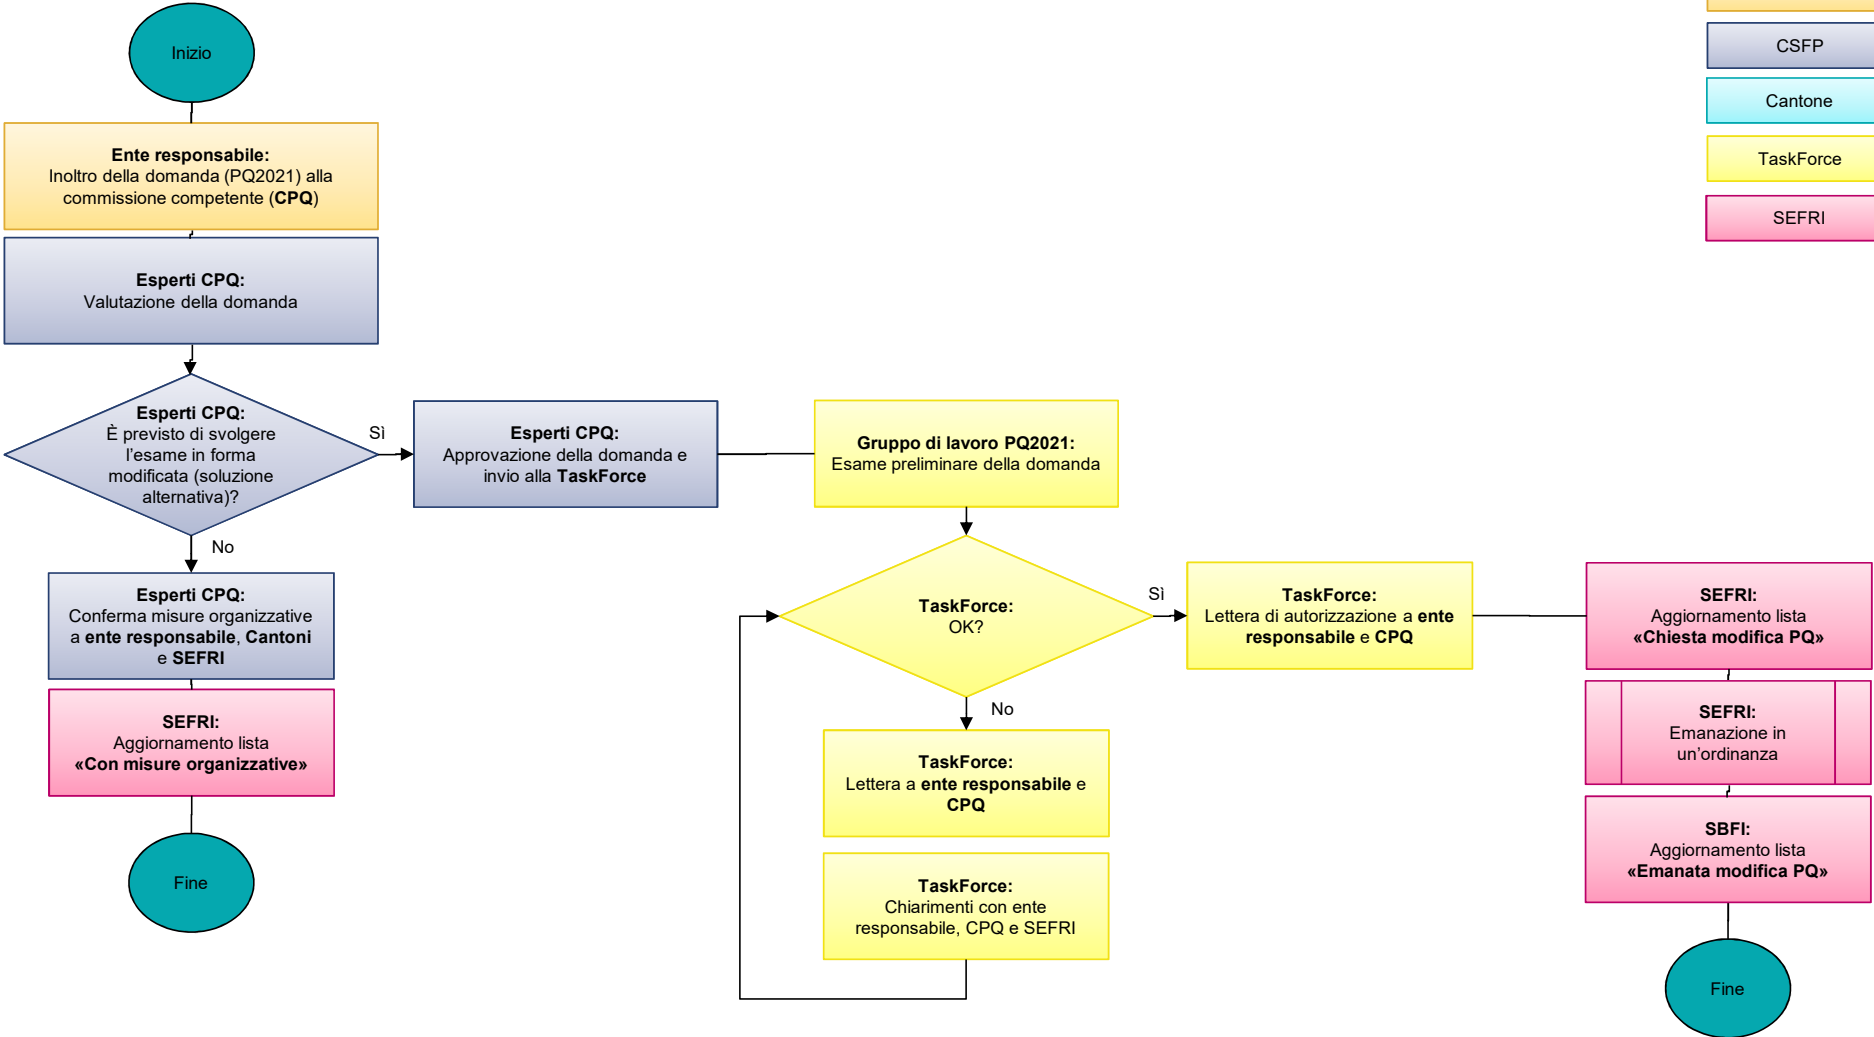 Inizio
CSFP
Cantone
TaskForce
SEFRI
Ente responsabile:
Inoltro della domanda (PQ2021) alla
commissione competente (CPQ)
Esperti CPQ:
Valutazione della domanda
Esperti CPQ:
È previsto di svolgere
l'esame in forma
modificata (soluzione
alternativa)?
Sì
No
Esperti CPQ:
Approvazione della domanda e
invio alla TaskForce
Gruppo di lavoro PQ2021:
Esame preliminare della domanda
Esperti CPQ:
Conferma misure organizzative
a ente responsabile, Cantoni
e SEFRI
SEFRI:
Aggiornamento lista
«Con misure organizzative»
Fine
TaskForce:
OK?
Sì
No
TaskForce:
Lettera di autorizzazione a ente
responsabile e CPQ
TaskForce:
Lettera a ente responsabile e
CPQ
TaskForce:
Chiarimenti con ente
responsabile, CPQ e SEFRI
SEFRI:
Aggiornamento lista
«Chiesta modifica PQ»
SEFRI:
Emanazione in
un'ordinanza
SBFI:
Aggiornamento lista
«Emanata modifica PQ»
Fine